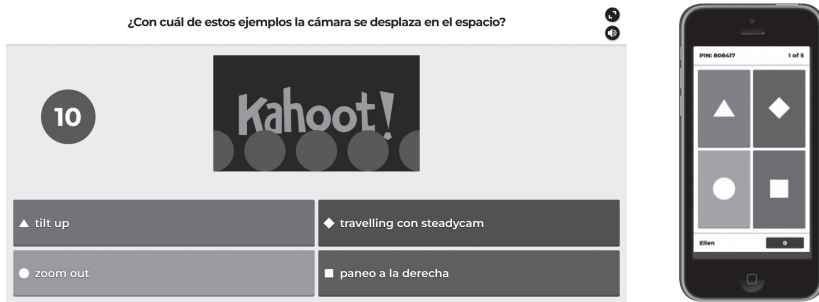 ¿Con cuál de estos ejemplos la cámara se desplaza en el espacio?
10
Kahoot!
tilt up
travelling con steadycam
zoom out
paneo a la derecha
PIN: 808417 1 of 5
Ellen 0